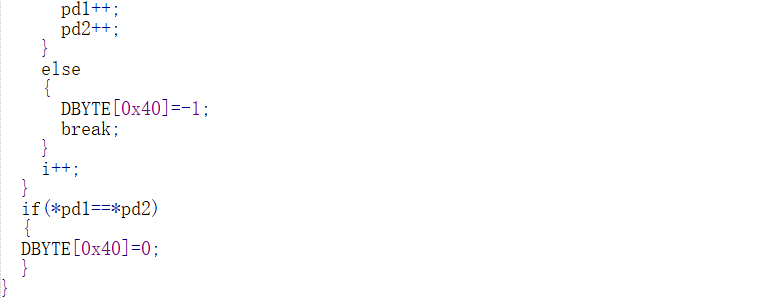 pd1++;
pd2++;
}
else
{
DBYTE[0x40]=-1;
break;
}
i++;
}
if(*pd1==*pd2)
{
DBYTE[0x40]=0;
}
}